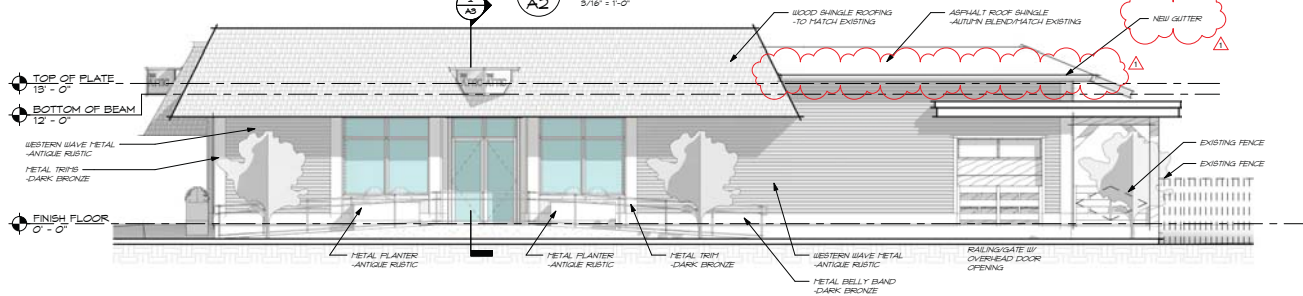 1
A3
A2
3/16" = 1'-0"
WOOD SHINGLE ROOFING
-TO MATCH EXISTING
ASPHALT ROOF SHINGLE
-AUTUMN BLEND/MATCH EXISTING
NEW GUTTER
1
1
TOP OF PLATE
13' - 0"
BOTTOM OF BEAM
12' - 0"
WESTERN WAVE METAL
-ANTIQUE RUSTIC
METAL TRIMS
-DARK BRONZE
EXISTING FENCE
EXISTING FENCE
FINISH FLOOR
0' - 0"
METAL PLANTER
-ANTIQUE RUSTIC
METAL PLANTER
-ANTIQUE RUSTIC
METAL TRIM
-DARK BRONZE
WESTERN WAVE METAL
-ANTIQUE RUSTIC
RAILING/GATE W/
OVERHEAD DOOR
OPENING
METAL BELLY BAND
-DARK BRONZE